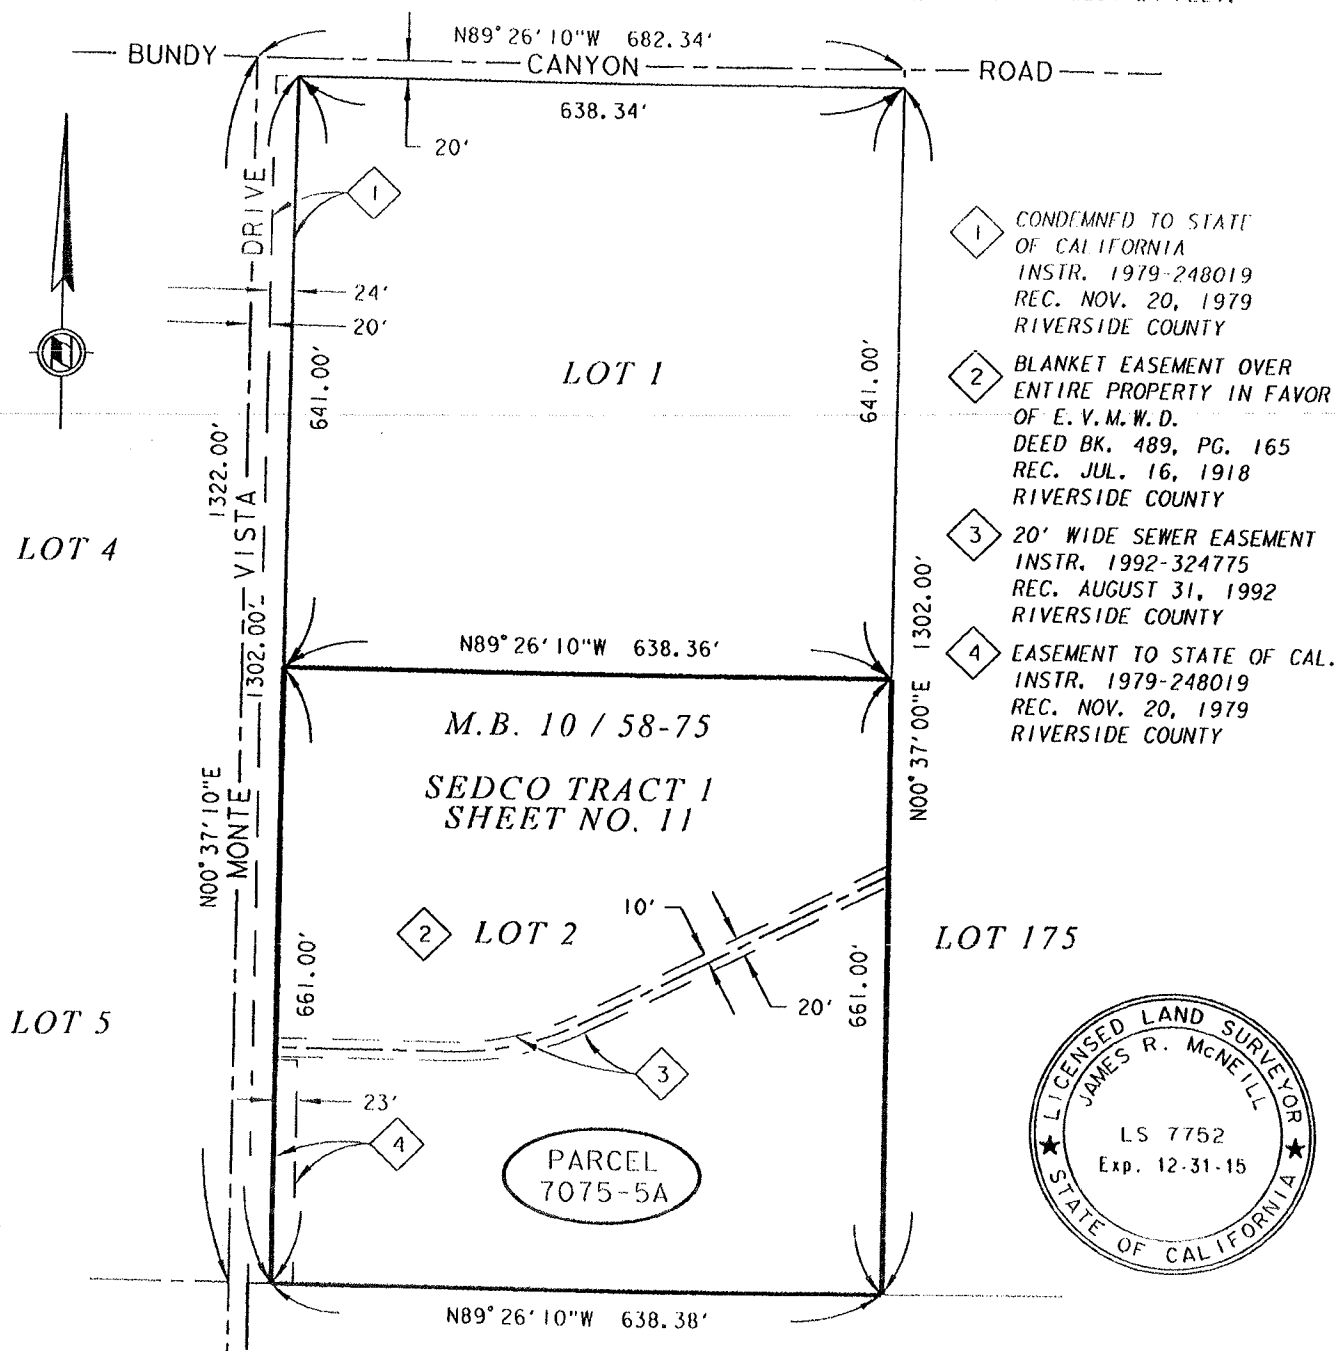 N89°26'10"W 682.34'
BUNDY CANYON ROAD
638.34'
20'
1
DRIVE
24'
20'
LOT 1
641.00'
641.00'
1322.00'
VISTA
1302.00'
LOT 4
N89°26'10"W 638.36'
1302.00'
N00°37'00"E
M.B. 10 / 58-75
SEDCO TRACT 1
SHEET NO. 11
N00°37'10"E
MONTE
2
LOT 2
10'
20'
661.00'
661.00'
LOT 175
LOT 5
3
23'
4
PARCEL
7075-5A
N89°26'10"W 638.38'
1 CONDEMNED TO STATE
OF CALIFORNIA
INSTR. 1979-248019
REC. NOV. 20, 1979
RIVERSIDE COUNTY
2 BLANKET EASEMENT OVER
ENTIRE PROPERTY IN FAVOR
OF E.V.M.W.D.
DEED BK. 489, PG. 165
REC. JUL. 16, 1918
RIVERSIDE COUNTY
3 20' WIDE SEWER EASEMENT
INSTR. 1992-324775
REC. AUGUST 31, 1992
RIVERSIDE COUNTY
4 EASEMENT TO STATE OF CAL.
INSTR. 1979-248019
REC. NOV. 20, 1979
RIVERSIDE COUNTY
LICENSED LAND SURVEYOR
JAMES R. McNEILL
LS 7752
Exp. 12-31-15
STATE OF CALIFORNIA